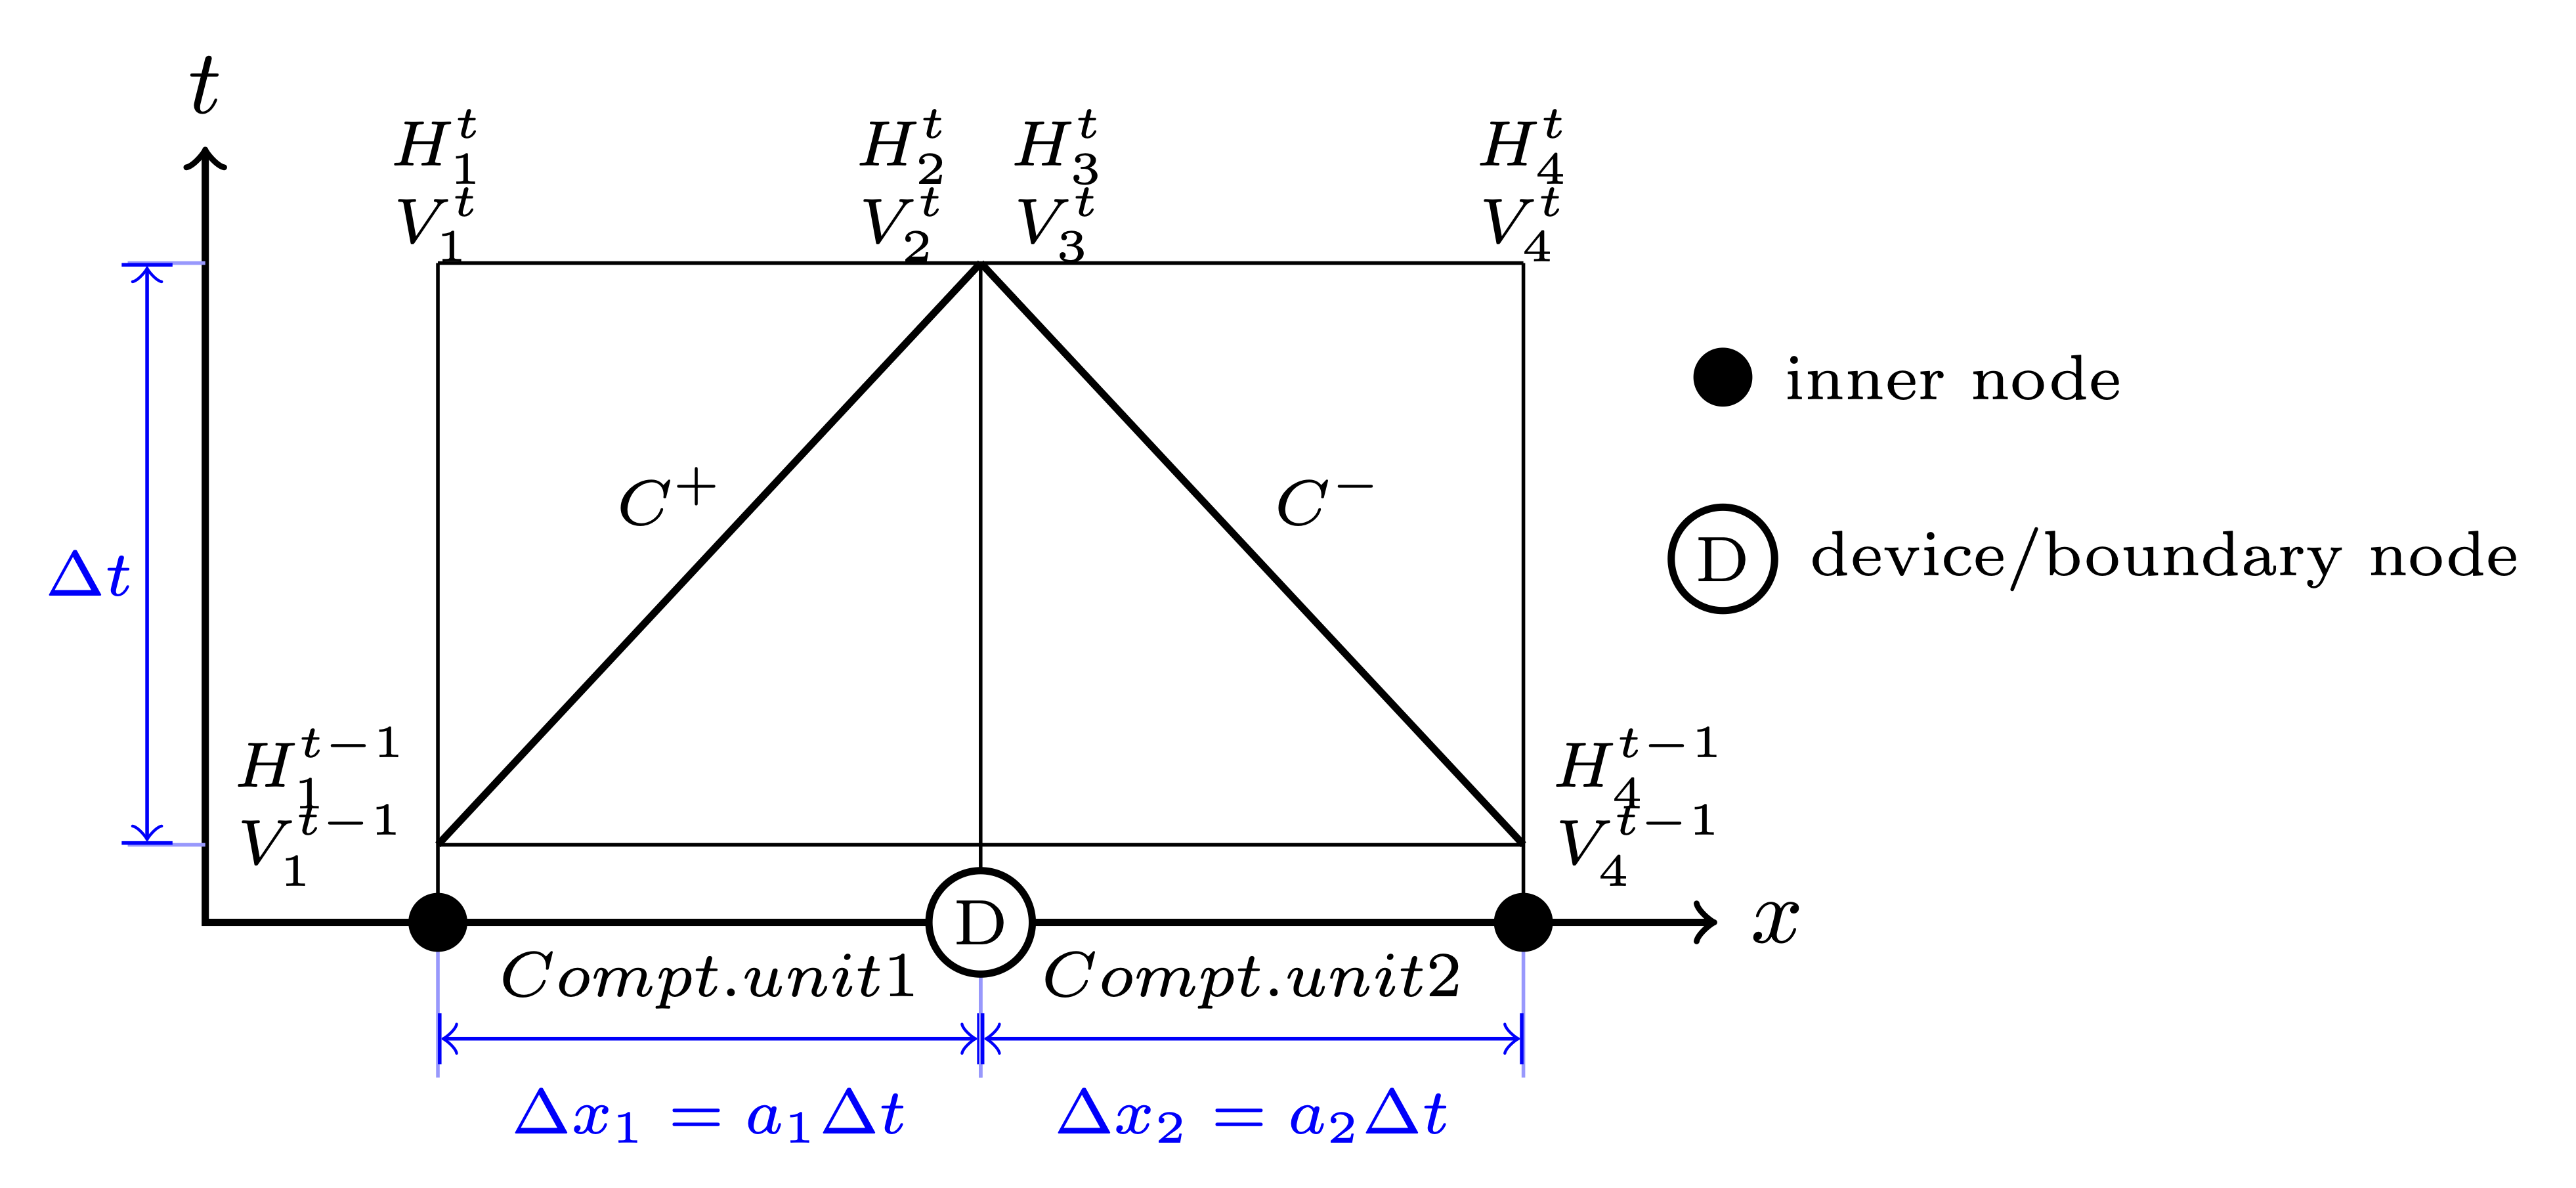 t
H_1^t H_2^t H_3^t H_4^t
V_1^t V_2^t V_3^t V_4^t
inner node
C^+ C^-
D device/boundary node
Δt
H_1^{t-1} H_4^{t-1}
V_1^{t-1} V_4^{t-1}
D x
Compt.unit1 Compt.unit2
Δx_1 = a_1Δt Δx_2 = a_2Δt